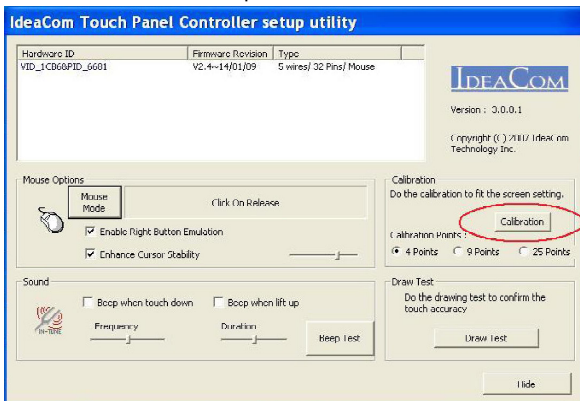 IdeaCom Touch Panel Controller setup utility
Hardware ID Firmware Revision Type
VID_1CB6&PID_6681 V2.4~14/01/09 5 wires/ 32 Pins/ Mouse
IDEACOM
Version : 3.0.0.1
Copyright (C) 2007 IdeaCom
Technology Inc.
Mouse Options
Mouse
Mode
Click On Release
Enable Right Button Emulation
Enhance Cursor Stability
Calibration
Do the calibration to fit the screen setting.
Calibration
Calibration Points :
4 Points 9 Points 25 Points
Sound
IN-TUNE
Beep when touch down Beep when lift up
Frequency Duration
Beep Test
Draw Test
Do the drawing test to confirm the
touch accuracy
Draw Test
Hide